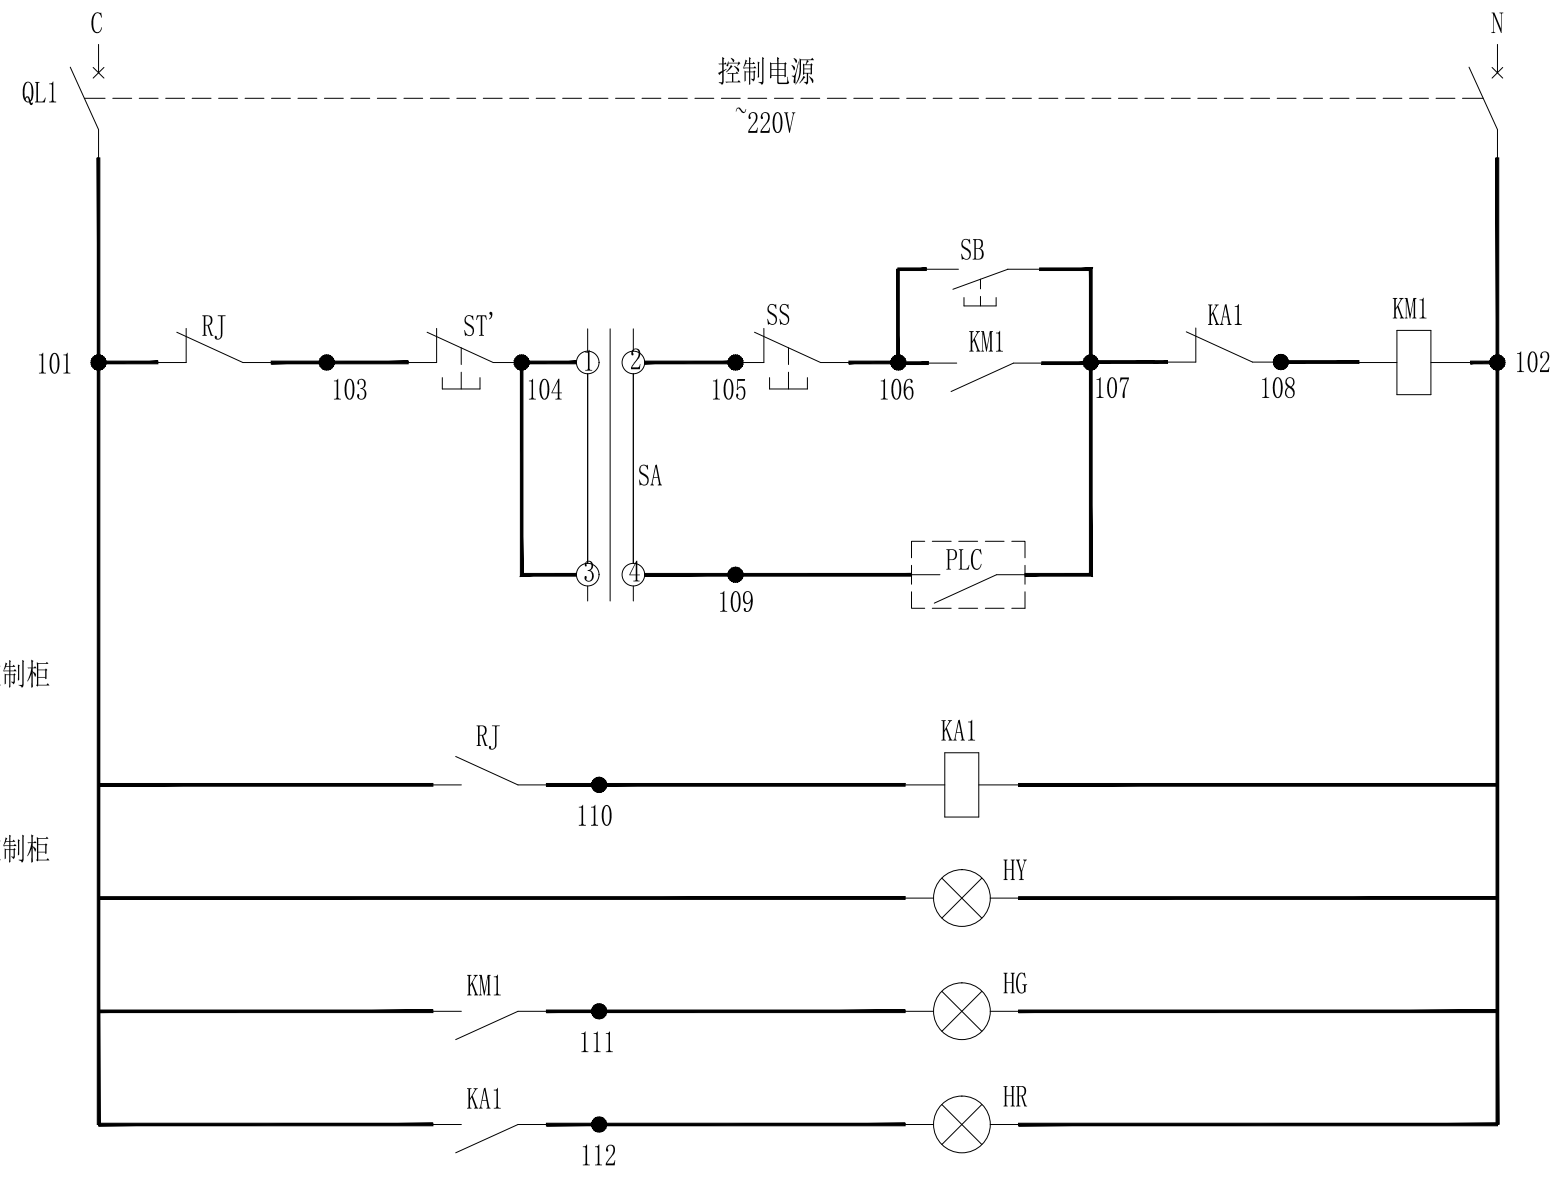 C
N
控制电源
QL1
~220V
SB
RJ
ST'
SS
KM1
KA1
KM1
101
1
2
102
103
104
105
106
107
108
SA
3
4
PLC
109
制柜
RJ
KA1
110
制柜
HY
KM1
HG
111
KA1
HR
112